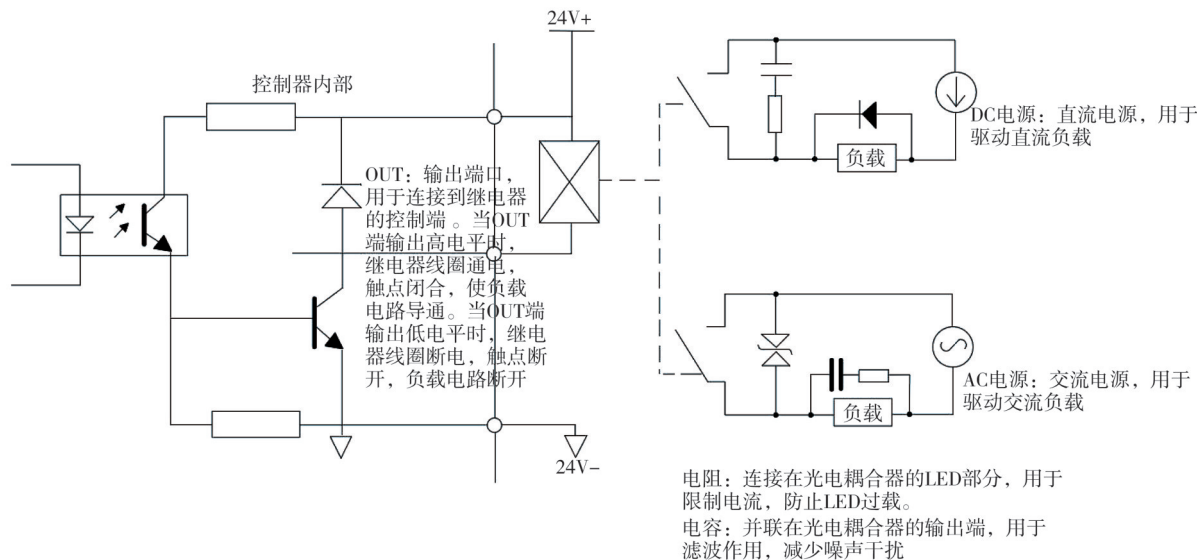 24V+
控制器内部
OUT：输出端口，
用于连接到继电器
的控制端。当OUT
端输出高电平时，
继电器线圈通电，
触点闭合，使负载
电路导通。当OUT端
输出低电平时，继电
器线圈断电，触点断
开，负载电路断开
24V-
DC电源：直流电源，用于
驱动直流负载
负载
AC电源：交流电源，用于
驱动交流负载
负载
电阻：连接在光电耦合器的LED部分，用于
限制电流，防止LED过载。
电容：并联在光电耦合器的输出端，用于
滤波作用，减少噪声干扰